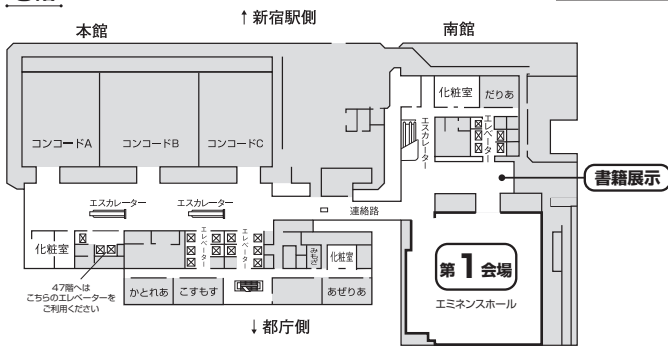 本館
↑新宿駅側
南館
化粧室
だりあ
エスカレーター
エレベーター
コンコードA
コンコードB
コンコードC
書籍展示
エスカレーター
エスカレーター
連絡路
化粧室
エレベーター
エレベーター
みもざ
化粧室
第1会場
エミネンスホール
47階へは
こちらのエレベーターを
ご利用ください
かとれあ
こすもす
あぜりあ
↓都庁側